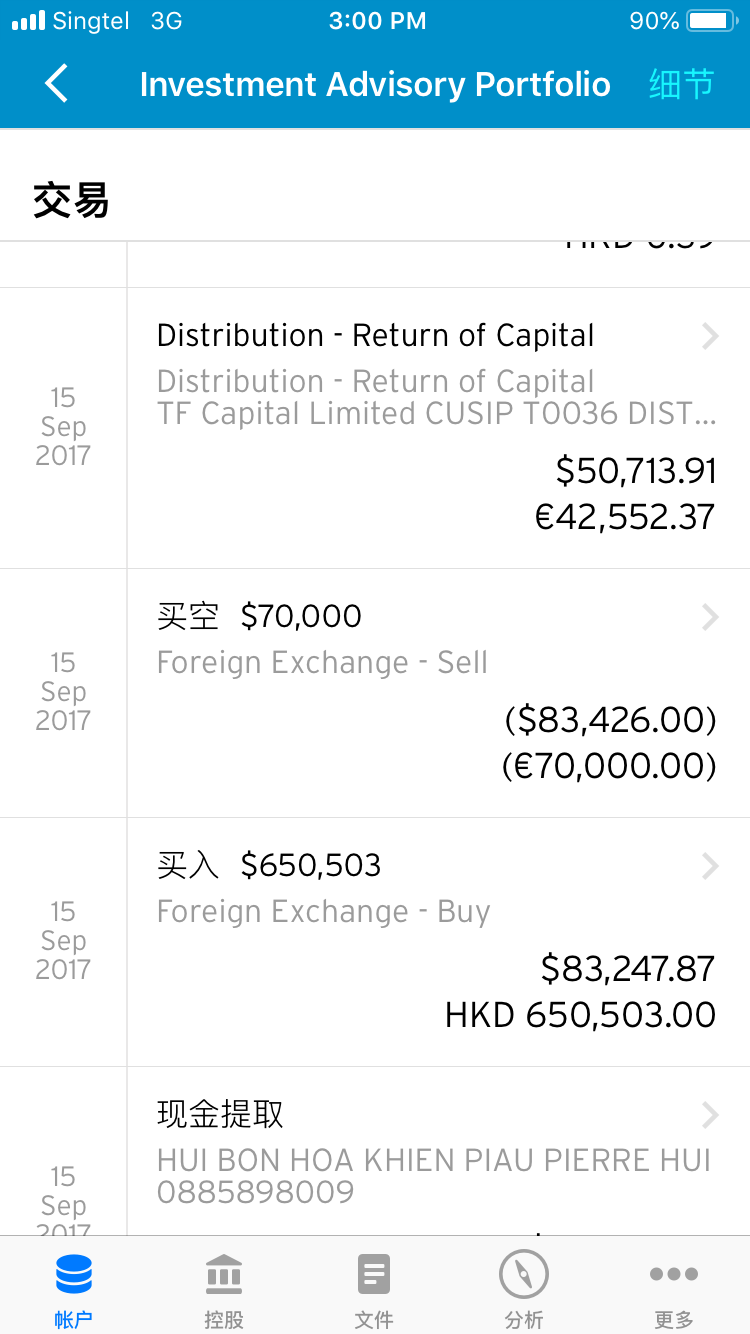 Singtel 3G 3:00 PM 90%
Investment Advisory Portfolio 细节
交易
15
Sep
2017
Distribution - Return of Capital
Distribution - Return of Capital
TF Capital Limited CUSIP T0036 DIST...
$50,713.91
€42,552.37
15
Sep
2017
买空 $70,000
Foreign Exchange - Sell
($83,426.00)
(€70,000.00)
15
Sep
2017
买入 $650,503
Foreign Exchange - Buy
$83,247.87
HKD 650,503.00
15
Sep
2017
现金提取
HUI BON HOA KHIEN PIAU PIERRE HUI
0885898009
帐户 控股 文件 分析 更多